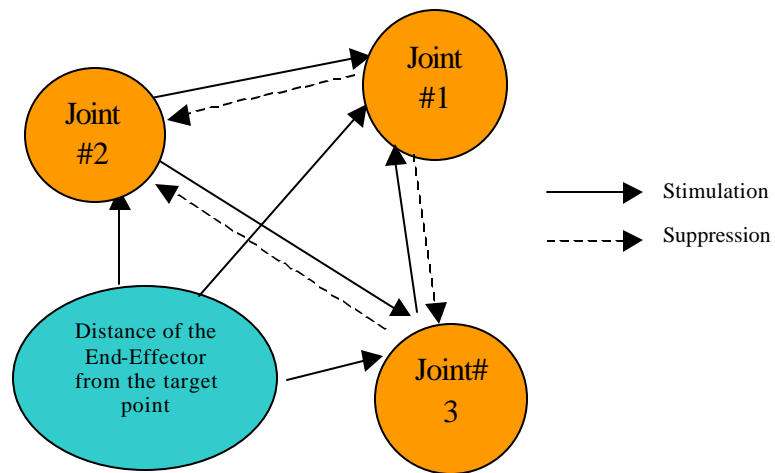 Joint
#1
Joint
#2
Stimulation
Suppression
Distance of the
End-Effector
from the target
point
Joint#
3